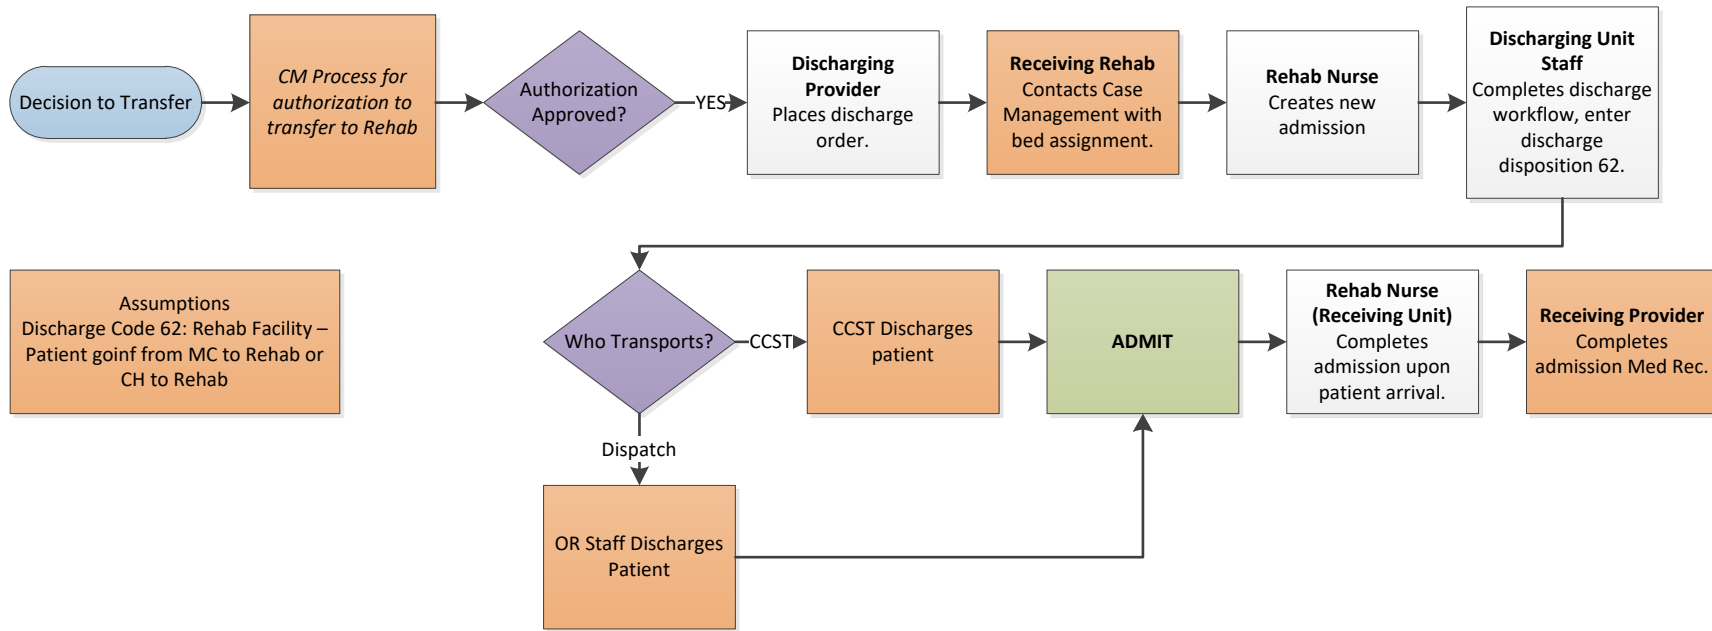 Decision to Transfer
CM Process for
authorization to
transfer to Rehab
Authorization
Approved?
YES
Discharging
Provider
Places discharge
order.
Receiving Rehab
Contacts Case
Management with
bed assignment.
Rehab Nurse
Creates new
admission
Discharging Unit
Staff
Completes discharge
workflow, enter
discharge
disposition 62.
Assumptions
Discharge Code 62: Rehab Facility –
Patient goinf from MC to Rehab or
CH to Rehab
Who Transports?
CCST
CCST Discharges
patient
ADMIT
Rehab Nurse
(Receiving Unit)
Completes
admission upon
patient arrival.
Receiving Provider
Completes
admission Med Rec.
Dispatch
OR Staff Discharges
Patient